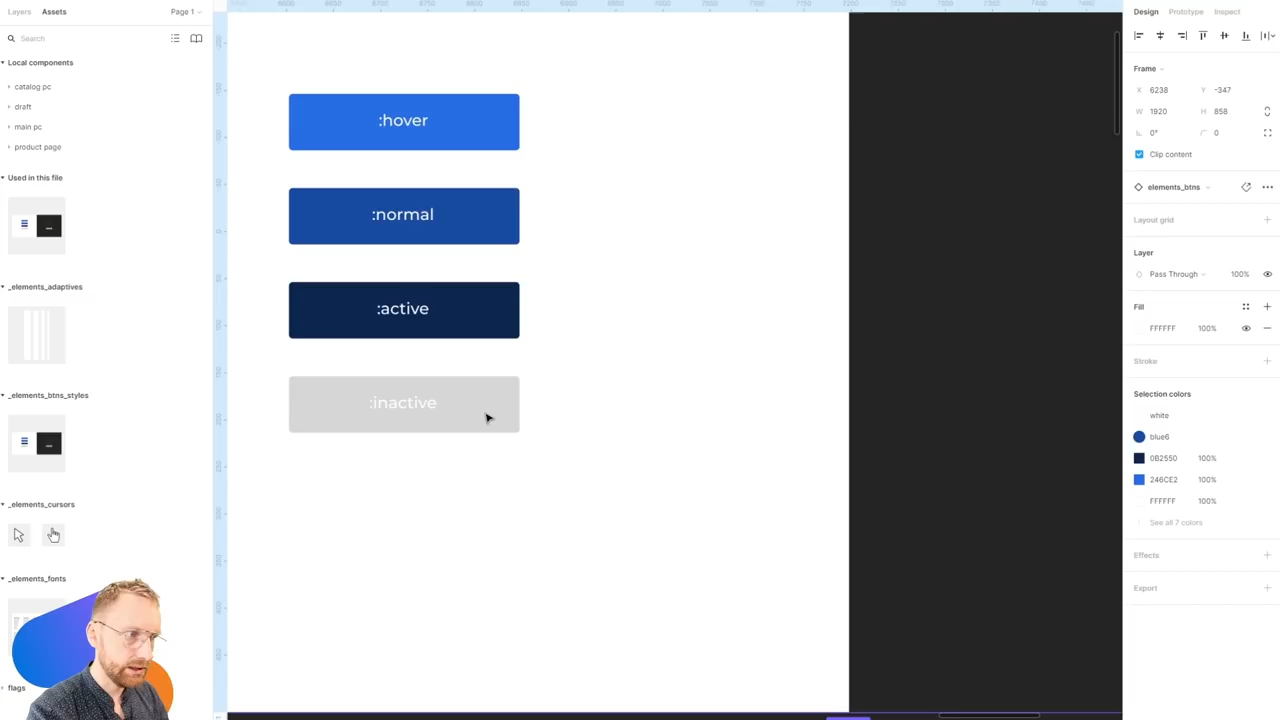 Layers Assets Page 1
Search
Local components
catalog pc
draft
main pc
product page
Used in this file
_elements_adaptives
_elements_btns_styles
_elements_cursors
_elements_fonts
flags
:hover
:normal
:active
:inactive
Design Prototype Inspect
Frame
X 6238 Y -347
W 1920 H 858
0° 0
Clip content
elements_btns
Layout grid
Layer
Pass Through 100%
Fill
FFFFFF 100%
Stroke
Selection colors
white
blue6
0B2550 100%
246CE2 100%
FFFFFF 100%
See all 7 colors
Effects
Export